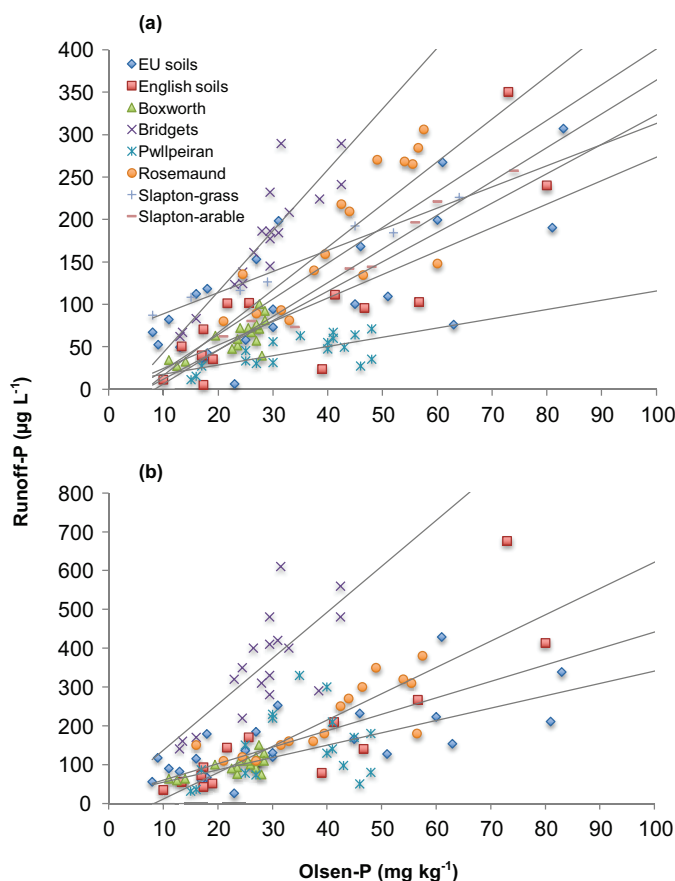 (a)
400
350
300
250
200
150
100
50
0
EU soils
English soils
Boxworth
Bridgets
Pwllpeiran
Rosemaund
Slapton-grass
Slapton-arable
0 10 20 30 40 50 60 70 80 90 100
Runoff-P (µg L-1)
(b)
800
700
600
500
400
300
200
100
0
0 10 20 30 40 50 60 70 80 90 100
Olsen-P (mg kg-1)